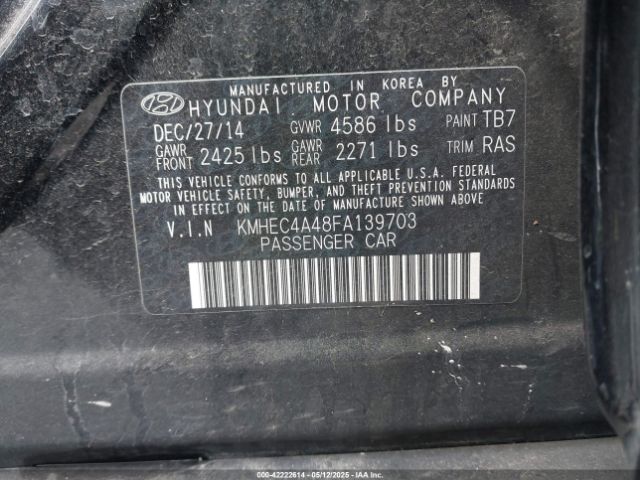 MANUFACTURED IN KOREA BY
HYUNDAI MOTOR COMPANY
DEC/27/14 GVWR 4586 lbs PAINT TB7
GAWR FRONT 2425 lbs GAWR REAR 2271 lbs TRIM RAS
THIS VEHICLE CONFORMS TO ALL APPLICABLE U.S.A. FEDERAL
MOTOR VEHICLE SAFETY, BUMPER, AND THEFT PREVENTION STANDARDS
IN EFFECT ON THE DATE OF MANUFACTURE SHOWN ABOVE
V.I.N KMHEC4A48FA139703
PASSENGER CAR
000-42222614 - 05/12/2025 - IAAI.COM